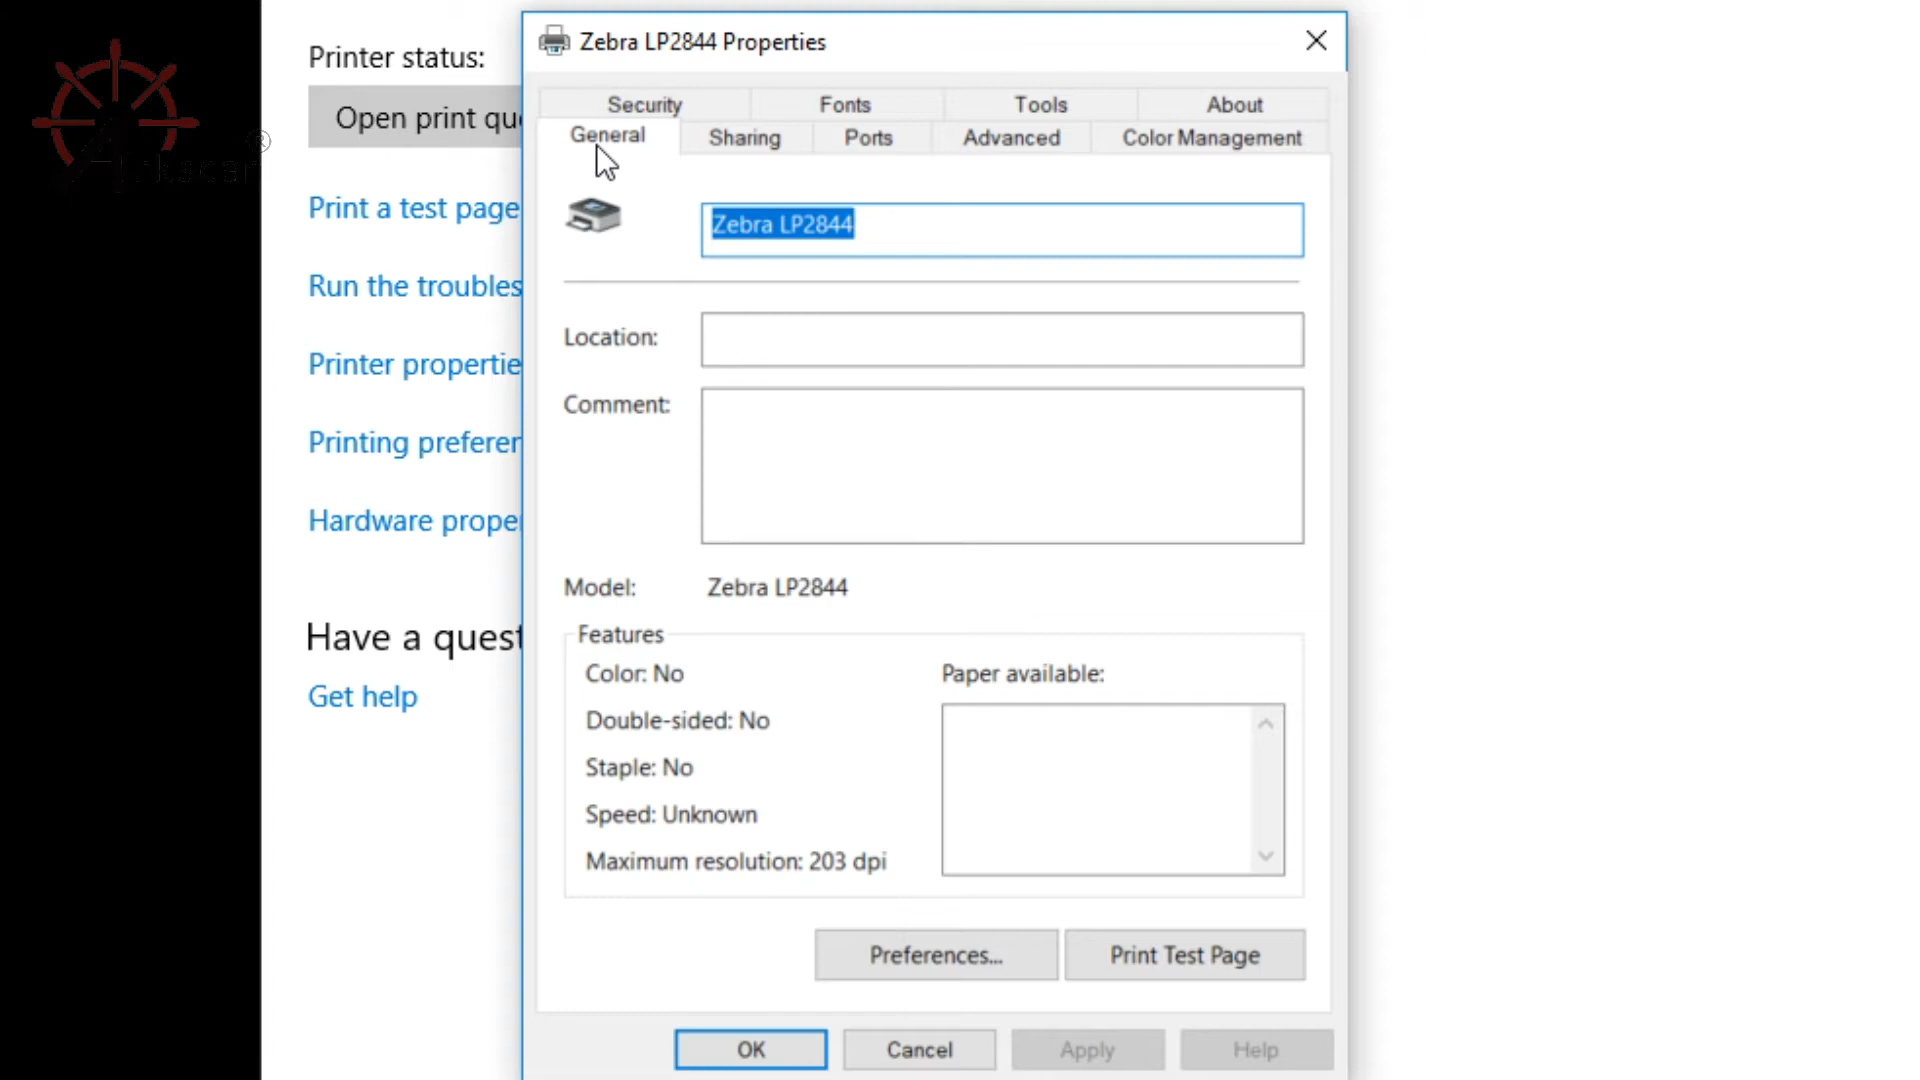 Printer status:
Open print qu
Print a test page
Run the troubles
Printer propertie
Printing preferer
Hardware prope
Have a quest
Get help
Zebra LP2844 Properties
Security Fonts Tools About
General Sharing Ports Advanced Color Management
Zebra LP2844
Location:
Comment:
Model: Zebra LP2844
Features
Color: No
Double-sided: No
Staple: No
Speed: Unknown
Maximum resolution: 203 dpi
Paper available:
Preferences...
Print Test Page
OK Cancel Apply Help